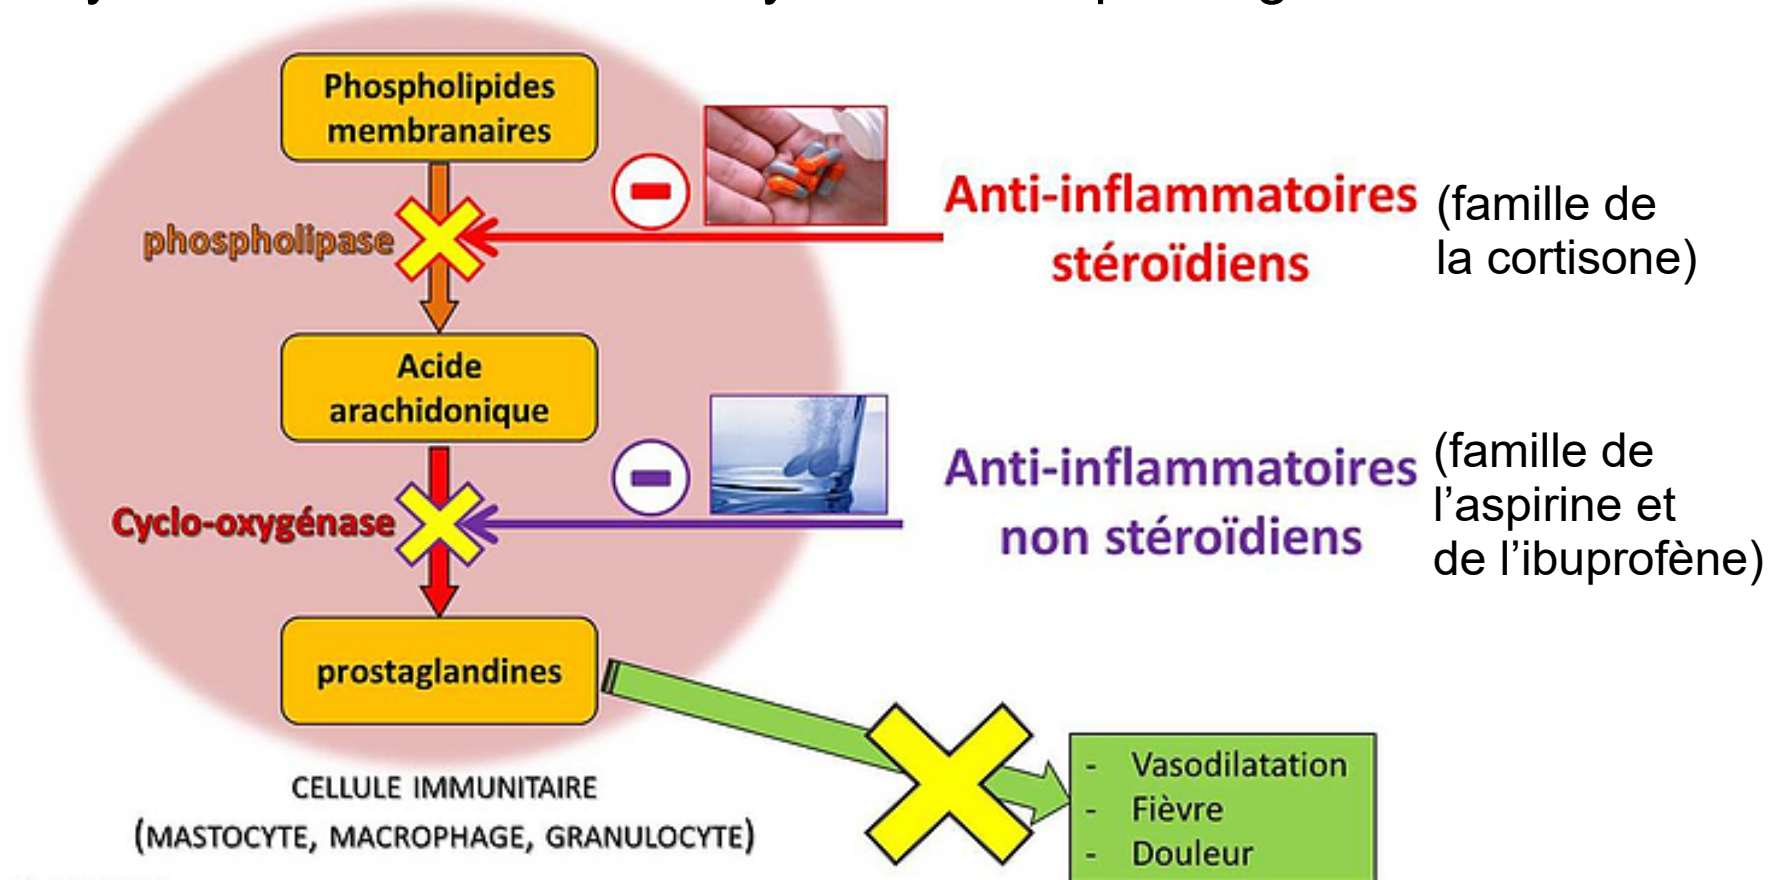 Phospholipides
membranaires
phospholipase
Anti-inflammatoires
stéroïdiens
(famille de
la cortisone)
Acide
arachidonique
Cyclo-oxygénase
Anti-inflammatoires
non stéroïdiens
(famille de
l’aspirine et
de l’ibuprofène)
prostaglandines
- Vasodilatation
- Fièvre
- Douleur
CELLULE IMMUNITAIRE
(MASTOCYTE, MACROPHAGE, GRANULOCYTE)